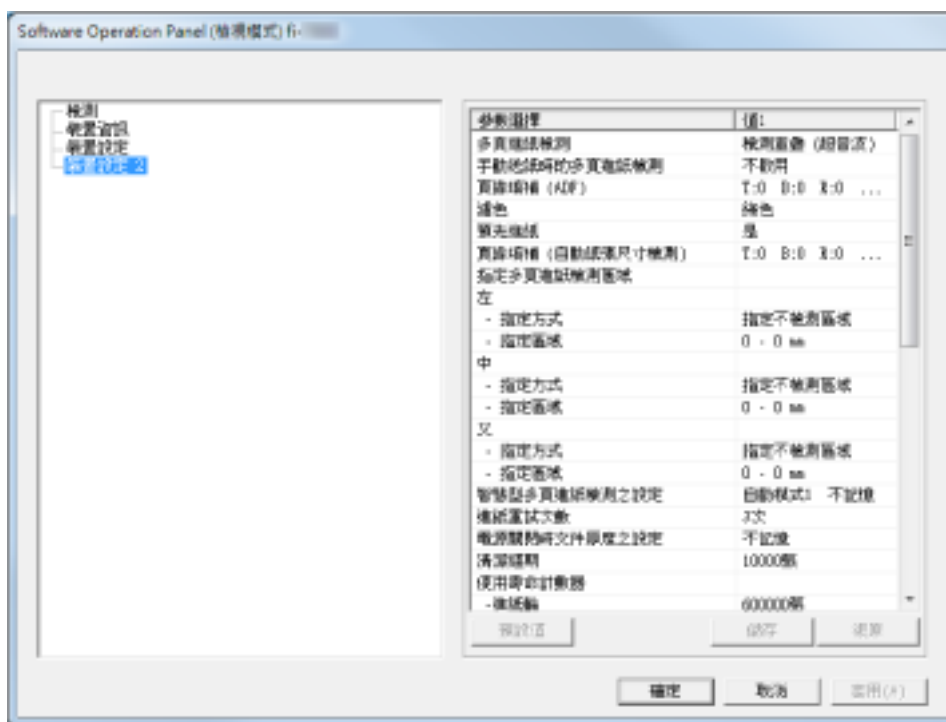 Software Operation Panel (檢視模式) fi-
檢測
裝置資訊
裝置設定
裝置設定 2
參數選擇 值:
多頁進紙檢測 檢測重疊 (超音波)
手動送紙時的多頁進紙檢測 不啟用
頁緣填補 (ADF) T:0 B:0 R:0 ...
濾色 綠色
預先進紙 是
頁緣填補 (自動紙張尺寸檢測) T:0 B:0 R:0 ...
指定多頁進紙檢測區域
左
- 指定方式 指定不檢測區域
- 指定區域 0 - 0 mm
中
- 指定方式 指定不檢測區域
- 指定區域 0 - 0 mm
又
- 指定方式 指定不檢測區域
- 指定區域 0 - 0 mm
智慧型多頁進紙檢測之設定 自動模式1 不記憶
進紙重試次數 3次
電源關閉時文件厚度之設定 不記憶
清潔週期 10000張
使用壽命計數器
-進紙輪 600000張
預設值 儲存 還原
確定 取消 套用(A)